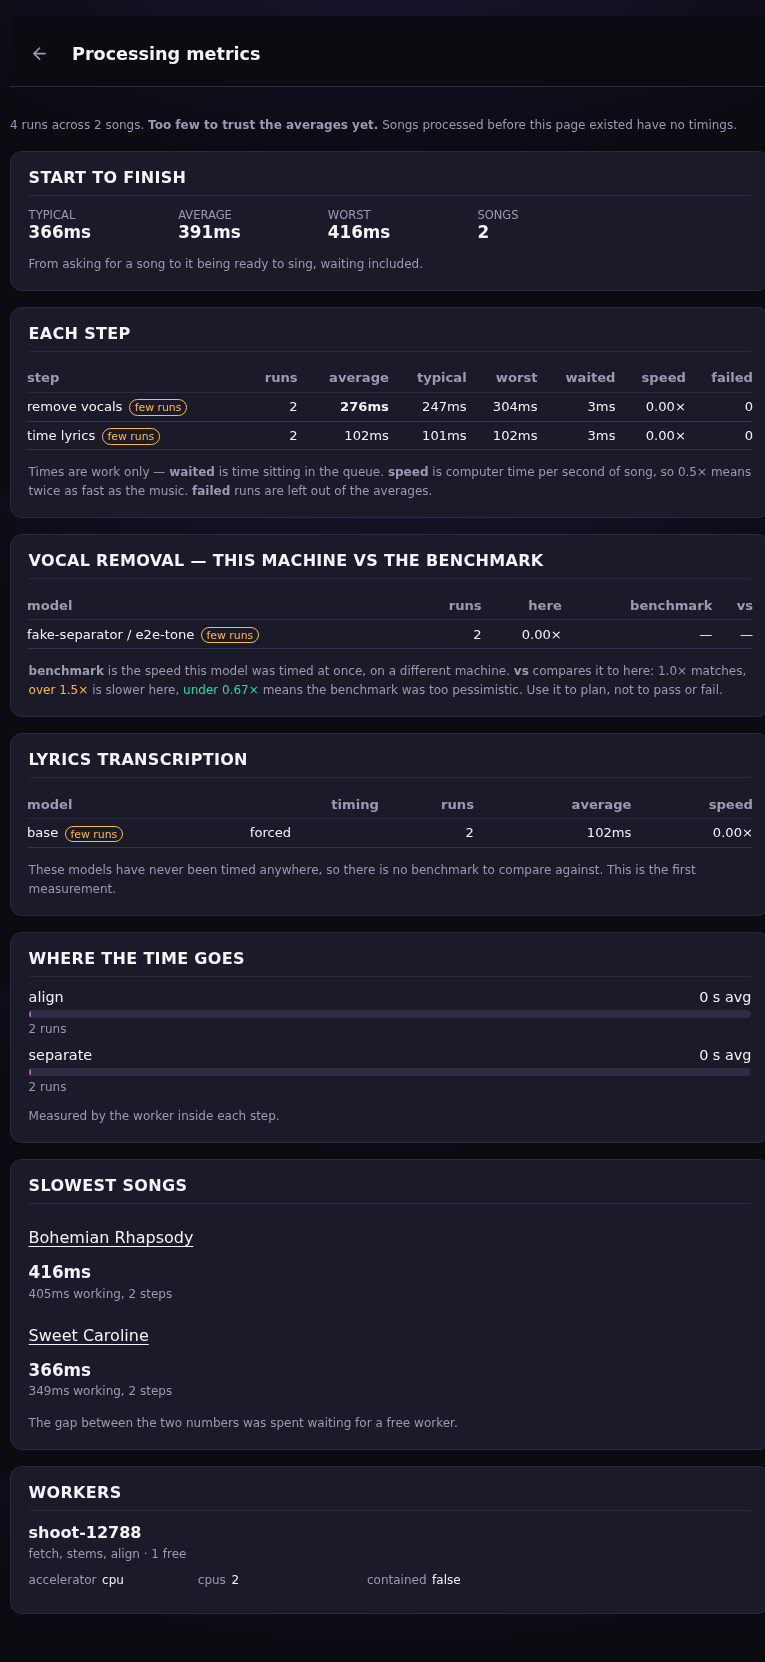 Processing metrics
4 runs across 2 songs. Too few to trust the averages yet. Songs processed before this page existed have no timings.
START TO FINISH
TYPICAL AVERAGE WORST SONGS
366ms 391ms 416ms 2
From asking for a song to it being ready to sing, waiting included.
EACH STEP
step runs average typical worst waited speed failed
remove vocals few runs 2 276ms 247ms 304ms 3ms 0.00× 0
time lyrics few runs 2 102ms 101ms 102ms 3ms 0.00× 0
Times are work only — waited is time sitting in the queue. speed is computer time per second of song, so 0.5× means
twice as fast as the music. failed runs are left out of the averages.
VOCAL REMOVAL — THIS MACHINE VS THE BENCHMARK
model runs here benchmark vs
fake-separator / e2e-tone few runs 2 0.00× — —
benchmark is the speed this model was timed at once, on a different machine. vs compares it to here: 1.0× matches,
over 1.5× is slower here, under 0.67× means the benchmark was too pessimistic. Use it to plan, not to pass or fail.
LYRICS TRANSCRIPTION
model timing runs average speed
base few runs forced 2 102ms 0.00×
These models have never been timed anywhere, so there is no benchmark to compare against. This is the first
measurement.
WHERE THE TIME GOES
align 0 s avg
2 runs
separate 0 s avg
2 runs
Measured by the worker inside each step.
SLOWEST SONGS
Bohemian Rhapsody
416ms
405ms working, 2 steps
Sweet Caroline
366ms
349ms working, 2 steps
The gap between the two numbers was spent waiting for a free worker.
WORKERS
shoot-12788
fetch, stems, align · 1 free
accelerator cpu cpus 2 contained false